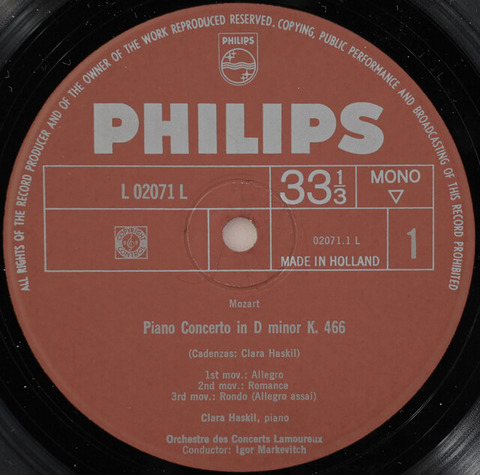 ALL RIGHTS OF THE RECORD PRODUCER AND OF THE OWNER OF THE WORK REPRODUCED RESERVED. COPYING, PUBLIC PERFORMANCE AND BROADCASTING OF THIS RECORD PROHIBITED
PHILIPS
PHILIPS
L 02071 L
33⅓
MONO
02071.1 L
MADE IN HOLLAND
1
Mozart
Piano Concerto in D minor K. 466
(Cadenzas: Clara Haskil)
1st mov.: Allegro
2nd mov.: Romance
3rd mov.: Rondo (Allegro assai)
Clara Haskil, piano
Orchestre des Concerts Lamoureux
Conductor: Igor Markevitch